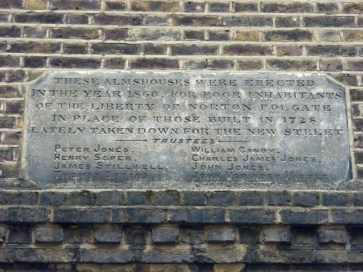 THESE ALMSHOUSES WERE ERECTED
IN THE YEAR 1860, FOR POOR INHABITANTS
OF THE LIBERTY OF NORTON FOLGATE
IN PLACE OF THOSE BUILT IN 1728
LATELY TAKEN DOWN FOR THE NEW STREET
TRUSTEES
PETER JONES, WILLIAM CANDY,
HENRY SOPER, CHARLES JAMES JONES,
JAMES STILLWELL, JOHN JONES,